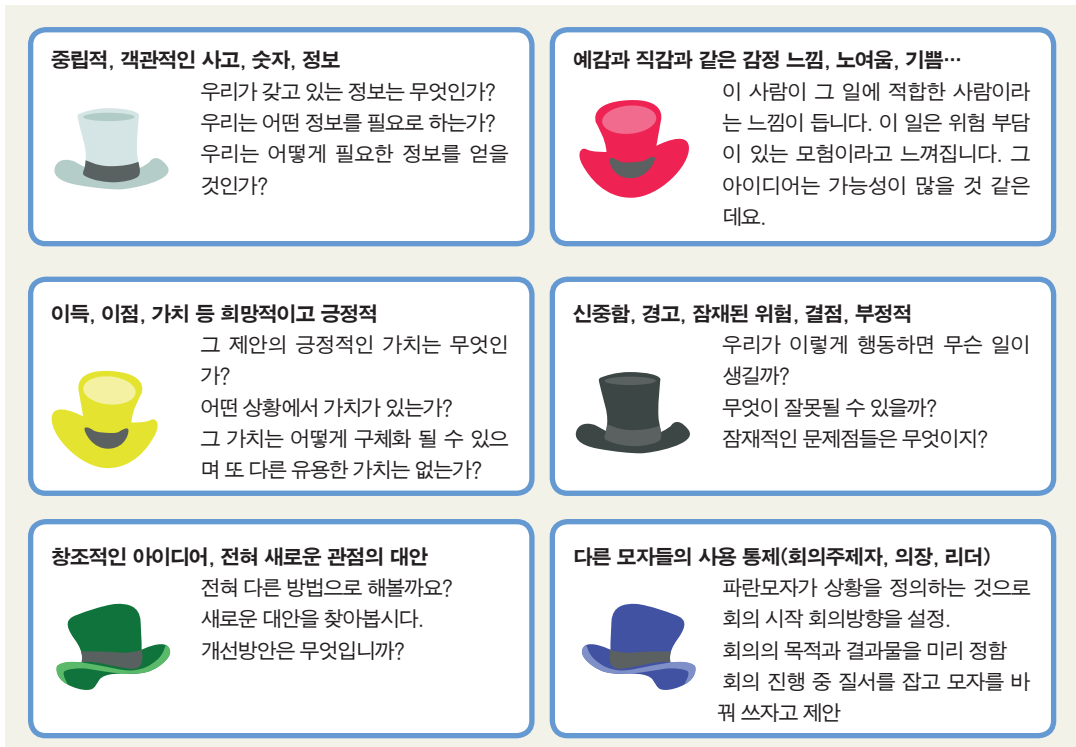 중립적, 객관적인 사고, 숫자, 정보
우리가 갖고 있는 정보는 무엇인가?
우리는 어떤 정보를 필요로 하는가?
우리는 어떻게 필요한 정보를 얻을
것인가?
예감과 직감과 같은 감정 느낌, 노여움, 기쁨…
이 사람이 그 일에 적합한 사람이라
는 느낌이 듭니다. 이 일은 위험 부담
이 있는 모험이라고 느껴집니다. 그
아이디어는 가능성이 많을 것 같은
데요.
이득, 이점, 가치 등 희망적이고 긍정적
그 제안의 긍정적인 가치는 무엇인
가?
어떤 상황에서 가치가 있는가?
그 가치는 어떻게 구체화 될 수 있으
며 또 다른 유용한 가치는 없는가?
신중함, 경고, 잠재된 위험, 결점, 부정적
우리가 이렇게 행동하면 무슨 일이
생길까?
무엇이 잘못될 수 있을까?
잠재적인 문제점들은 무엇이지?
창조적인 아이디어, 전혀 새로운 관점의 대안
전혀 다른 방법으로 해볼까요?
새로운 대안을 찾아봅시다.
개선방안은 무엇입니까?
다른 모자들의 사용 통제(회의주제자, 의장, 리더)
파란모자가 상황을 정의하는 것으로
회의 시작 회의방향을 설정.
회의의 목적과 결과물을 미리 정함
회의 진행 중 질서를 잡고 모자를 바
꿔 쓰자고 제안